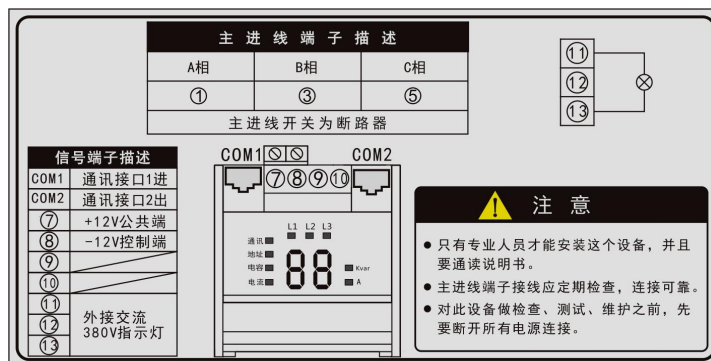 主进线端子描述
A相 B相 C相
① ③ ⑤
主进线开关为断路器
⑪
⑫
⑬
信号端子描述
COM1 通讯接口1进
COM2 通讯接口2出
⑦ +12V公共端
⑧ -12V控制端
⑨
⑩
⑪
⑫
⑬
外接交流
380V指示灯
COM1 COM2
⑦⑧⑨⑩
L1 L2 L3
通讯
地址
电容
电流
88
Kvar
A
注意
● 只有专业人员才能安装这个设备，并且
要通读说明书。
● 主进线端子接线应定期检查，连接可靠。
● 对此设备做检查、测试、维护之前，先
要断开所有电源连接。